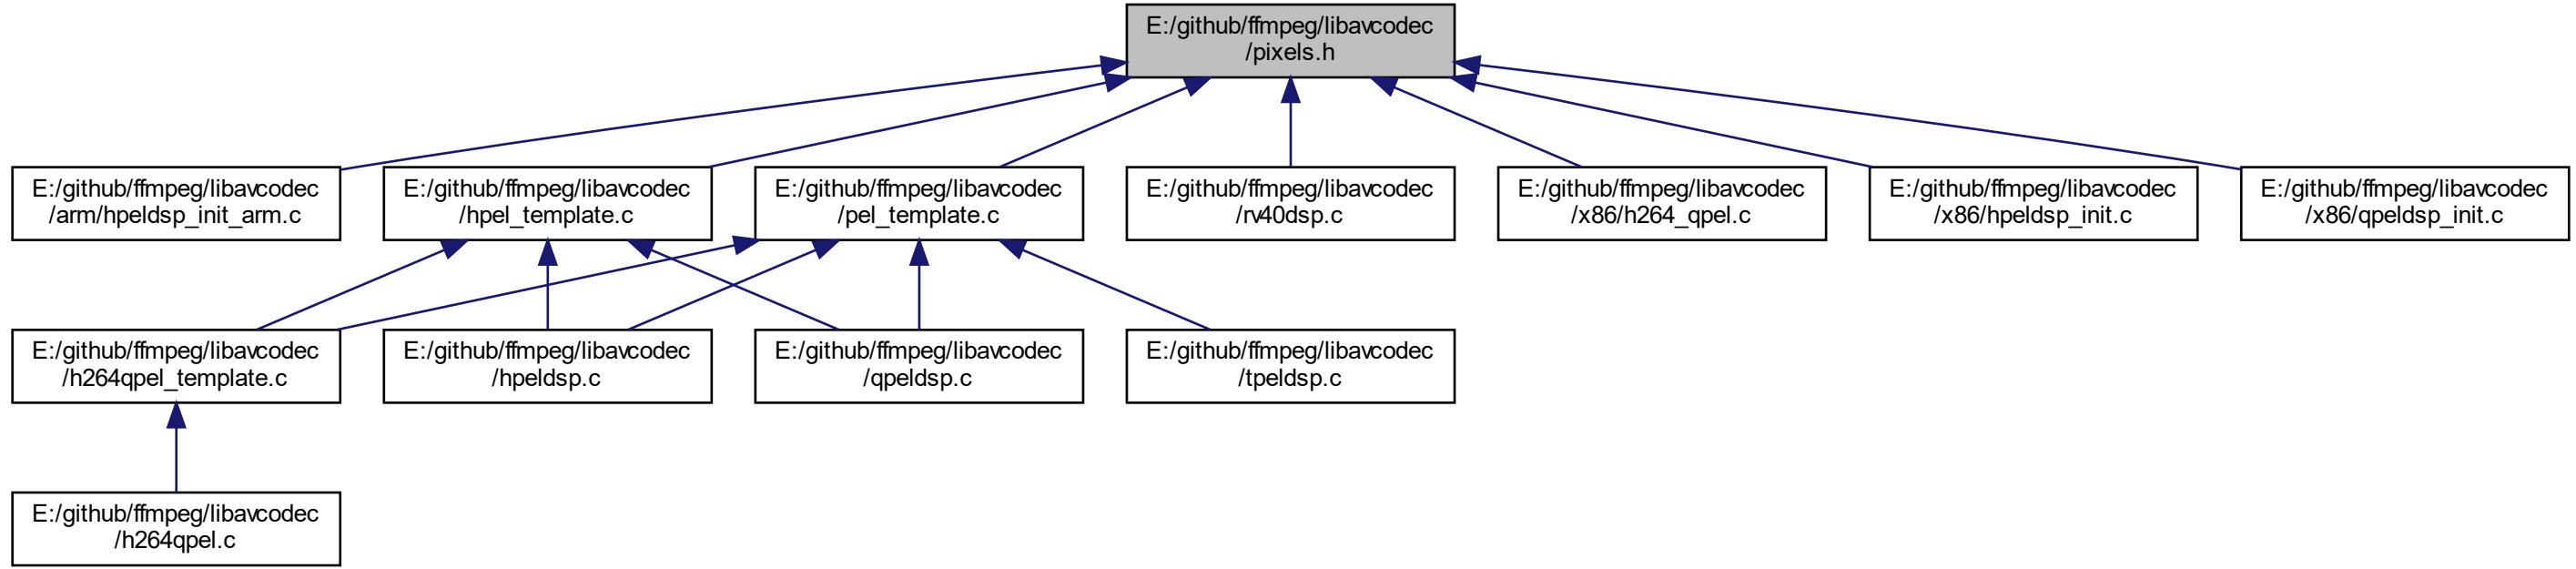 E:/github/ffmpeg/libavcodec
/pixels.h
E:/github/ffmpeg/libavcodec
/arm/hpeldsp_init_arm.c
E:/github/ffmpeg/libavcodec
/hpel_template.c
E:/github/ffmpeg/libavcodec
/pel_template.c
E:/github/ffmpeg/libavcodec
/rv40dsp.c
E:/github/ffmpeg/libavcodec
/x86/h264_qpel.c
E:/github/ffmpeg/libavcodec
/x86/hpeldsp_init.c
E:/github/ffmpeg/libavcodec
/x86/qpeldsp_init.c
E:/github/ffmpeg/libavcodec
/h264qpel_template.c
E:/github/ffmpeg/libavcodec
/hpeldsp.c
E:/github/ffmpeg/libavcodec
/qpeldsp.c
E:/github/ffmpeg/libavcodec
/tpeldsp.c
E:/github/ffmpeg/libavcodec
/h264qpel.c